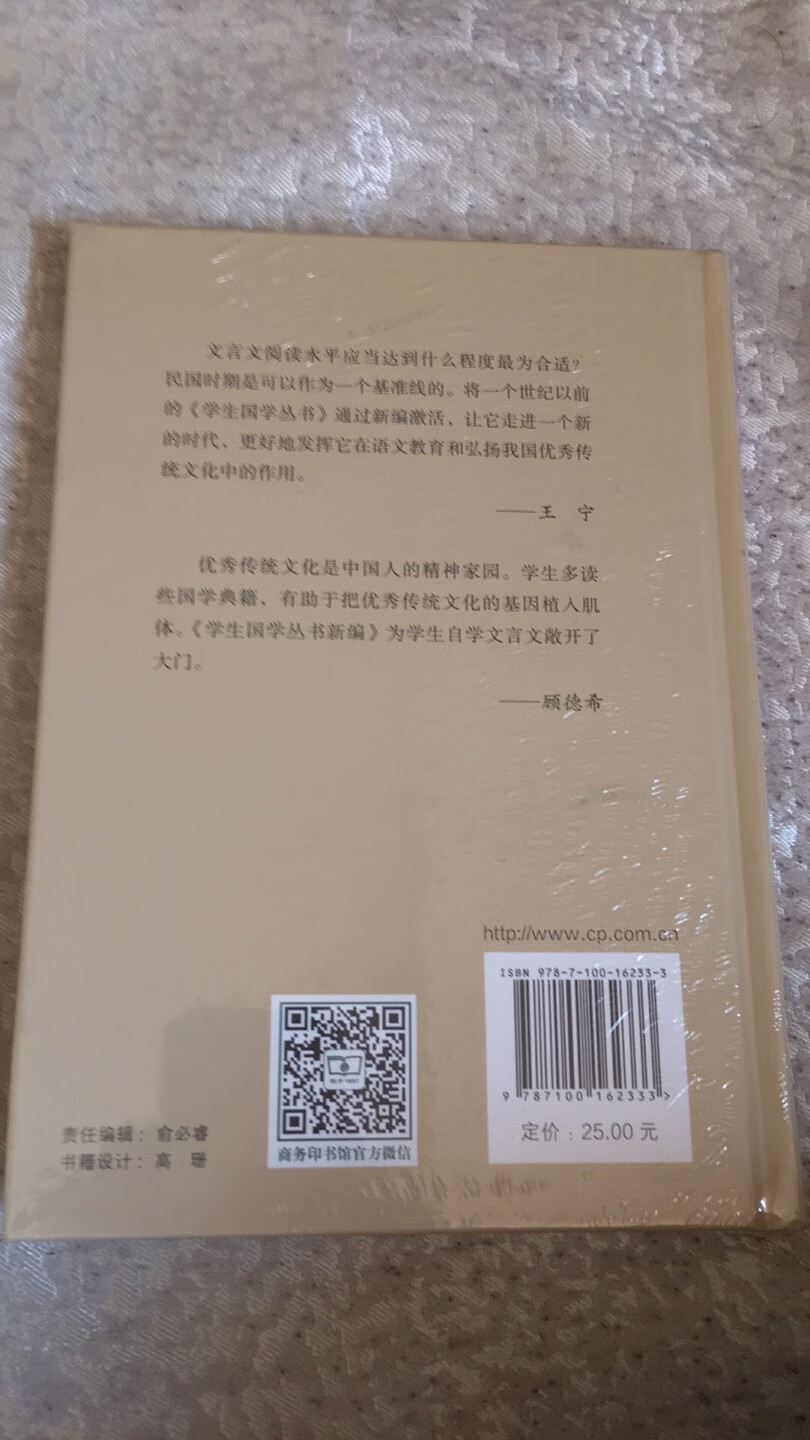 文言文阅读水平应当达到什么程度最为合适？
民国时期是可以作为一个基准线的。将一个世纪以前
的《学生国学丛书》通过新编激活，让它走进一个新
的时代，更好地发挥它在语文教育和弘扬我国优秀传
统文化中的作用。
——王　宁
优秀传统文化是中国人的精神家园。学生多读
些国学典籍，有助于把优秀传统文化的基因植入肌
体。《学生国学丛书新编》为学生自学文言文敞开了
大门。
——顾德希
http://www.cp.com.cn
ISBN 978-7-100-16233-3
9 787100 162333 >
定价：25.00 元
商务印书馆官方微信
责任编辑：俞必睿
书籍设计：高　珊